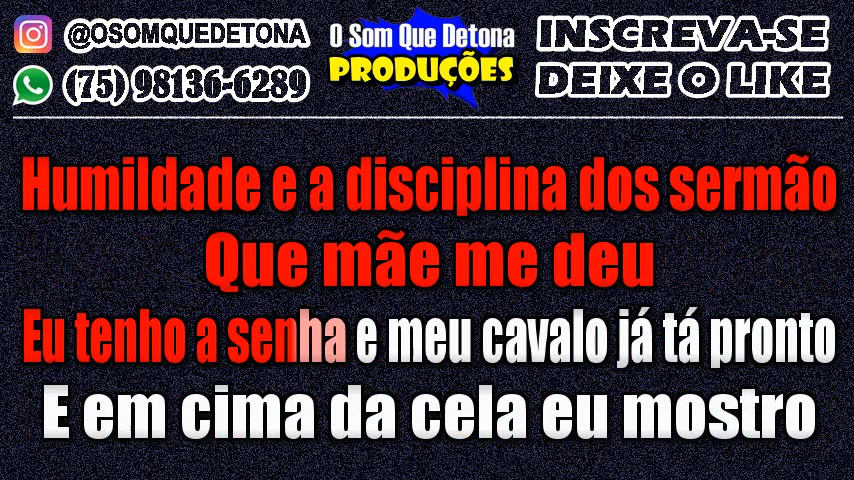 @OSOMQUEDETONA
(75) 98136-6289
O Som Que Detona
PRODUÇÕES
INSCREVA-SE
DEIXE O LIKE
Humildade e a disciplina dos sermão
Que mãe me deu
Eu tenho a senha e meu cavalo já tá pronto
E em cima da cela eu mostro